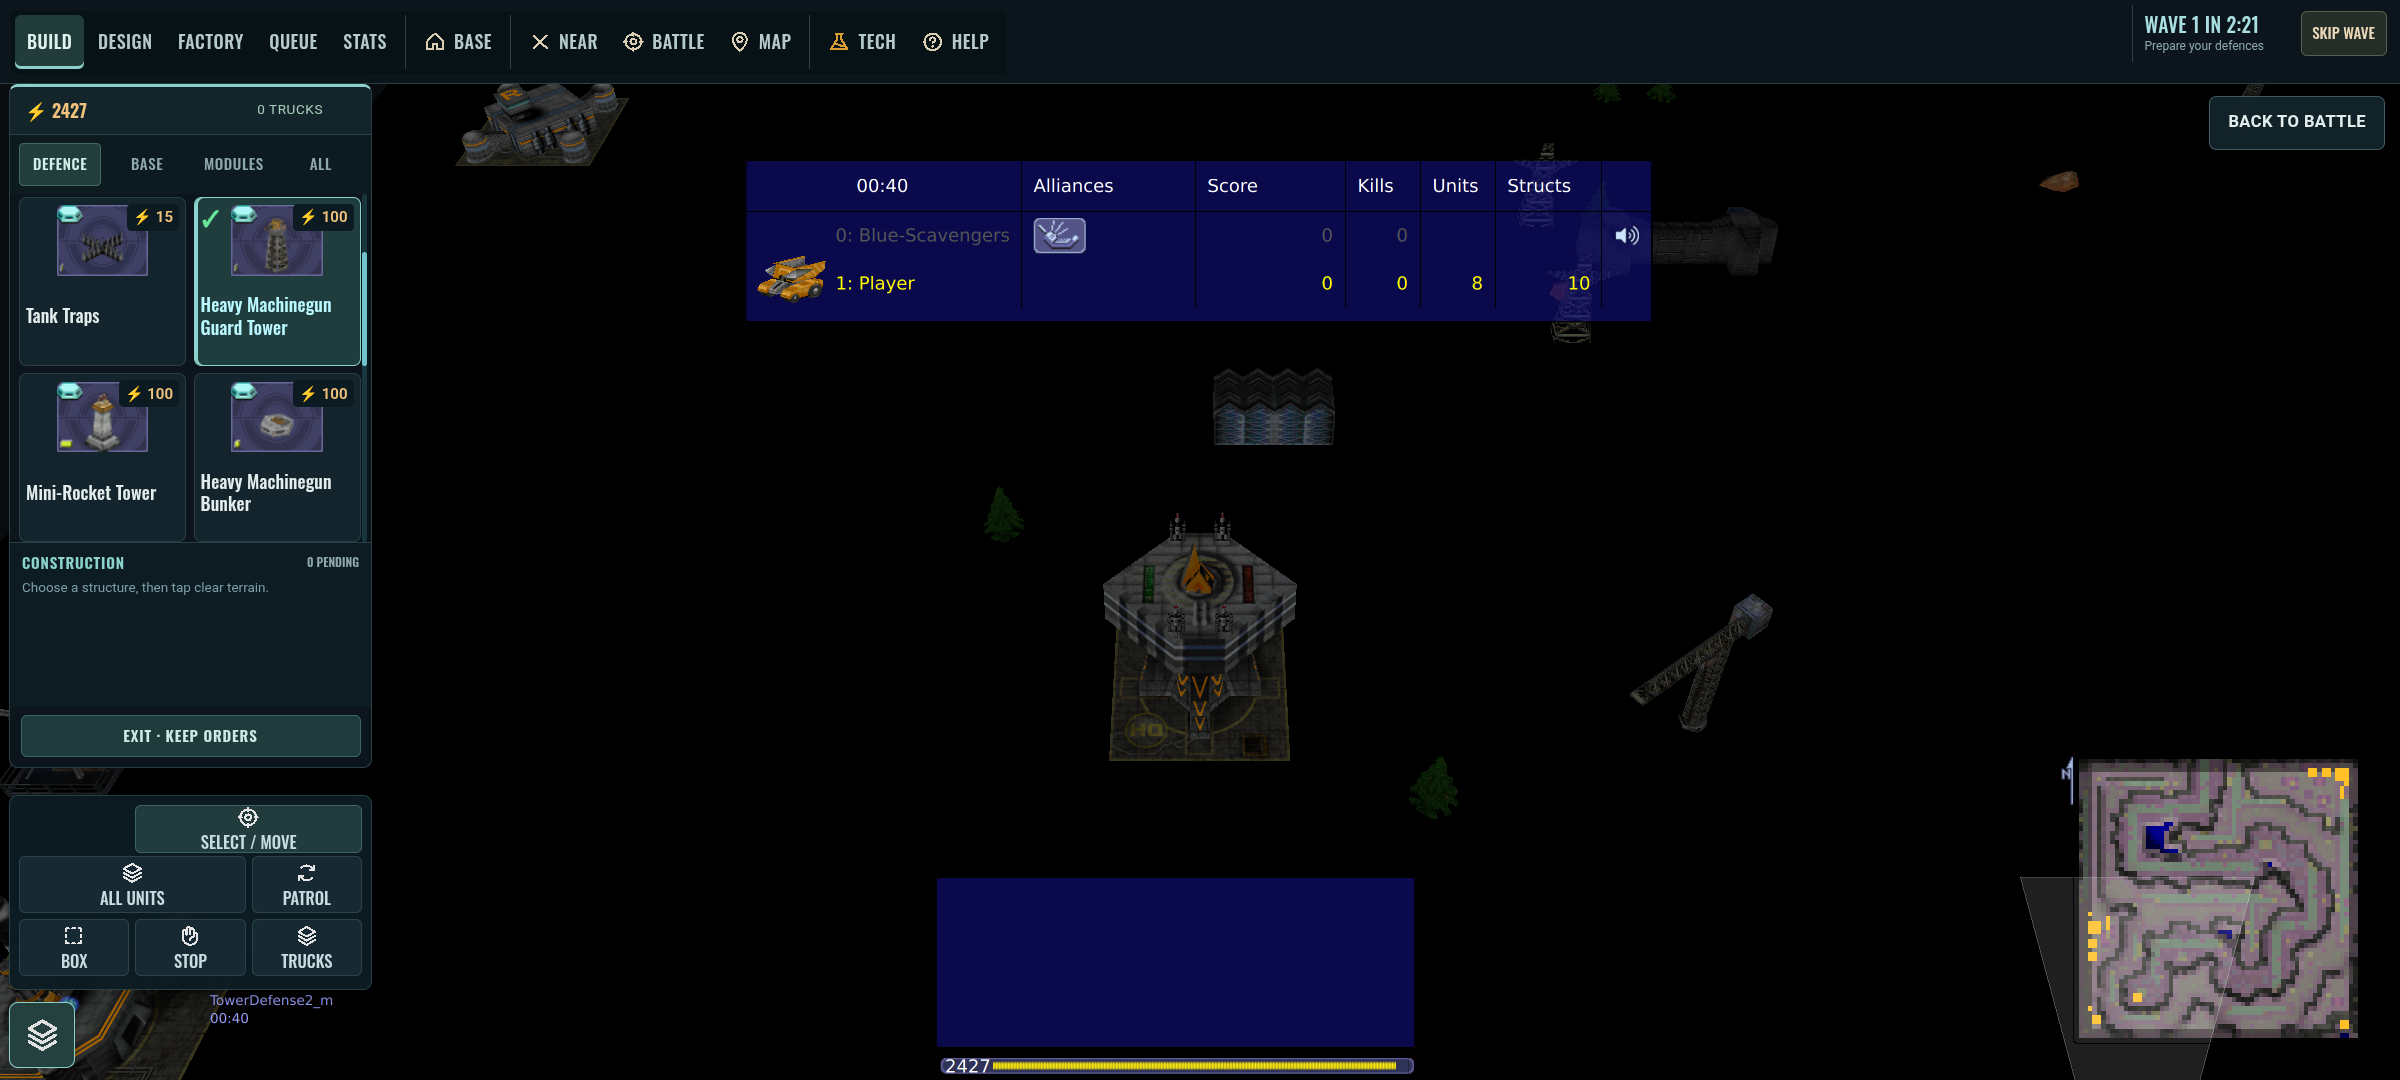 BUILD DESIGN FACTORY QUEUE STATS BASE NEAR BATTLE MAP TECH HELP
WAVE 1 IN 2:21
Prepare your defences
SKIP WAVE
BACK TO BATTLE
2427
0 TRUCKS
DEFENCE BASE MODULES ALL
15
Tank Traps
100
Heavy Machinegun
Guard Tower
100
Mini-Rocket Tower
100
Heavy Machinegun
Bunker
CONSTRUCTION
0 PENDING
Choose a structure, then tap clear terrain.
EXIT · KEEP ORDERS
SELECT / MOVE
ALL UNITS
PATROL
BOX
STOP
TRUCKS
TowerDefense2_m
00:40
00:40 Alliances Score Kills Units Structs
0: Blue-Scavengers 0 0
1: Player 0 0 8 10
HQ
N
2427